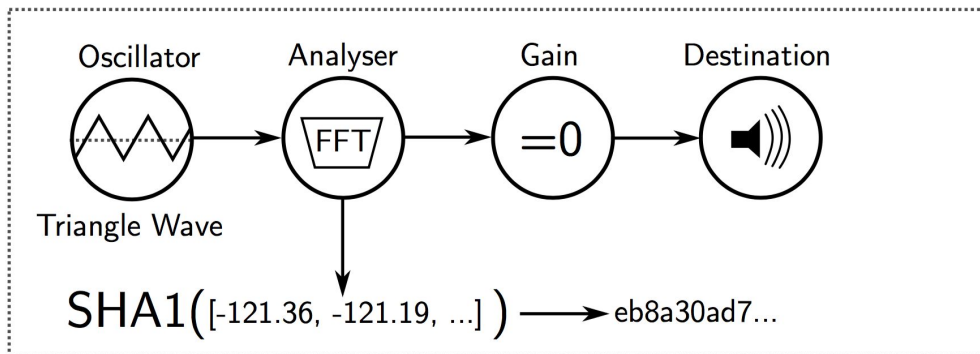 Oscillator Analyser Gain Destination
FFT =0
Triangle Wave
SHA1([-121.36, -121.19, ...]) eb8a30ad7...